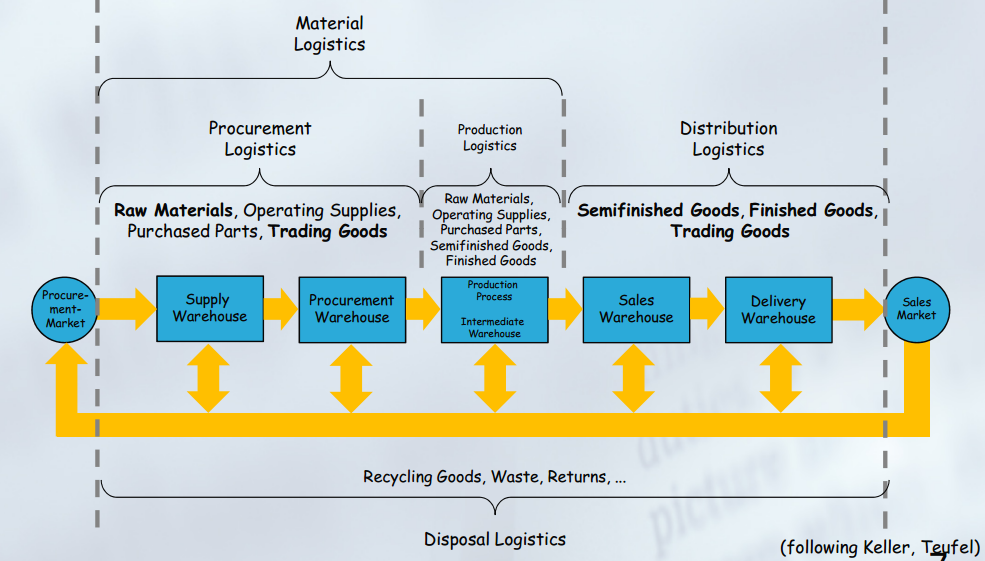 Material
Logistics
Procurement
Logistics
Production
Logistics
Distribution
Logistics
Raw Materials, Operating Supplies,
Purchased Parts, Trading Goods
Raw Materials,
Operating Supplies,
Purchased Parts,
Semifinished Goods,
Finished Goods
Semifinished Goods, Finished Goods,
Trading Goods
Procure-
ment-
Market
Supply
Warehouse
Procurement
Warehouse
Production
Process
Intermediate
Warehouse
Sales
Warehouse
Delivery
Warehouse
Sales
Market
Recycling Goods, Waste, Returns, ...
Disposal Logistics
(following Keller, Teufel)